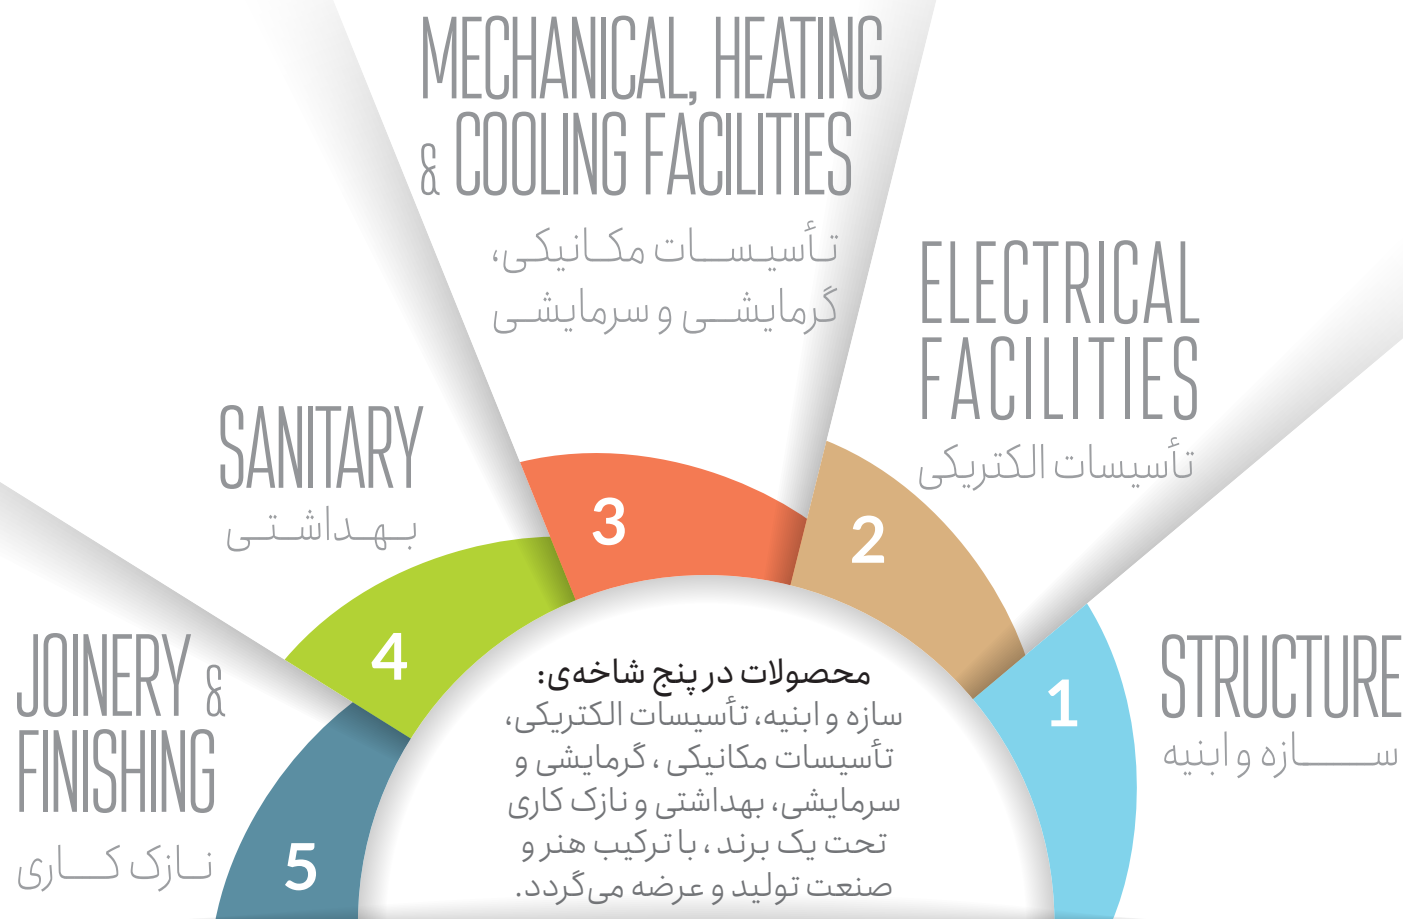 MECHANICAL, HEATING
& COOLING FACILITIES
تأسیسات مکانیکی،
گرمایشی و سرمایشی
ELECTRICAL
FACILITIES
تأسیسات الکتریکی
SANITARY
بهداشتی
3
2
JOINERY &
FINISHING
نازک کاری
4
1
STRUCTURE
سازه و ابنیه
5
محصولات در پنج شاخه‌ی:
سازه و ابنیه، تأسیسات الکتریکی،
تأسیسات مکانیکی ، گرمایشی و
سرمایشی، بهداشتی و نازک کاری
تحت یک برند ، با ترکیب هنر و
صنعت تولید و عرضه می‌گردد.